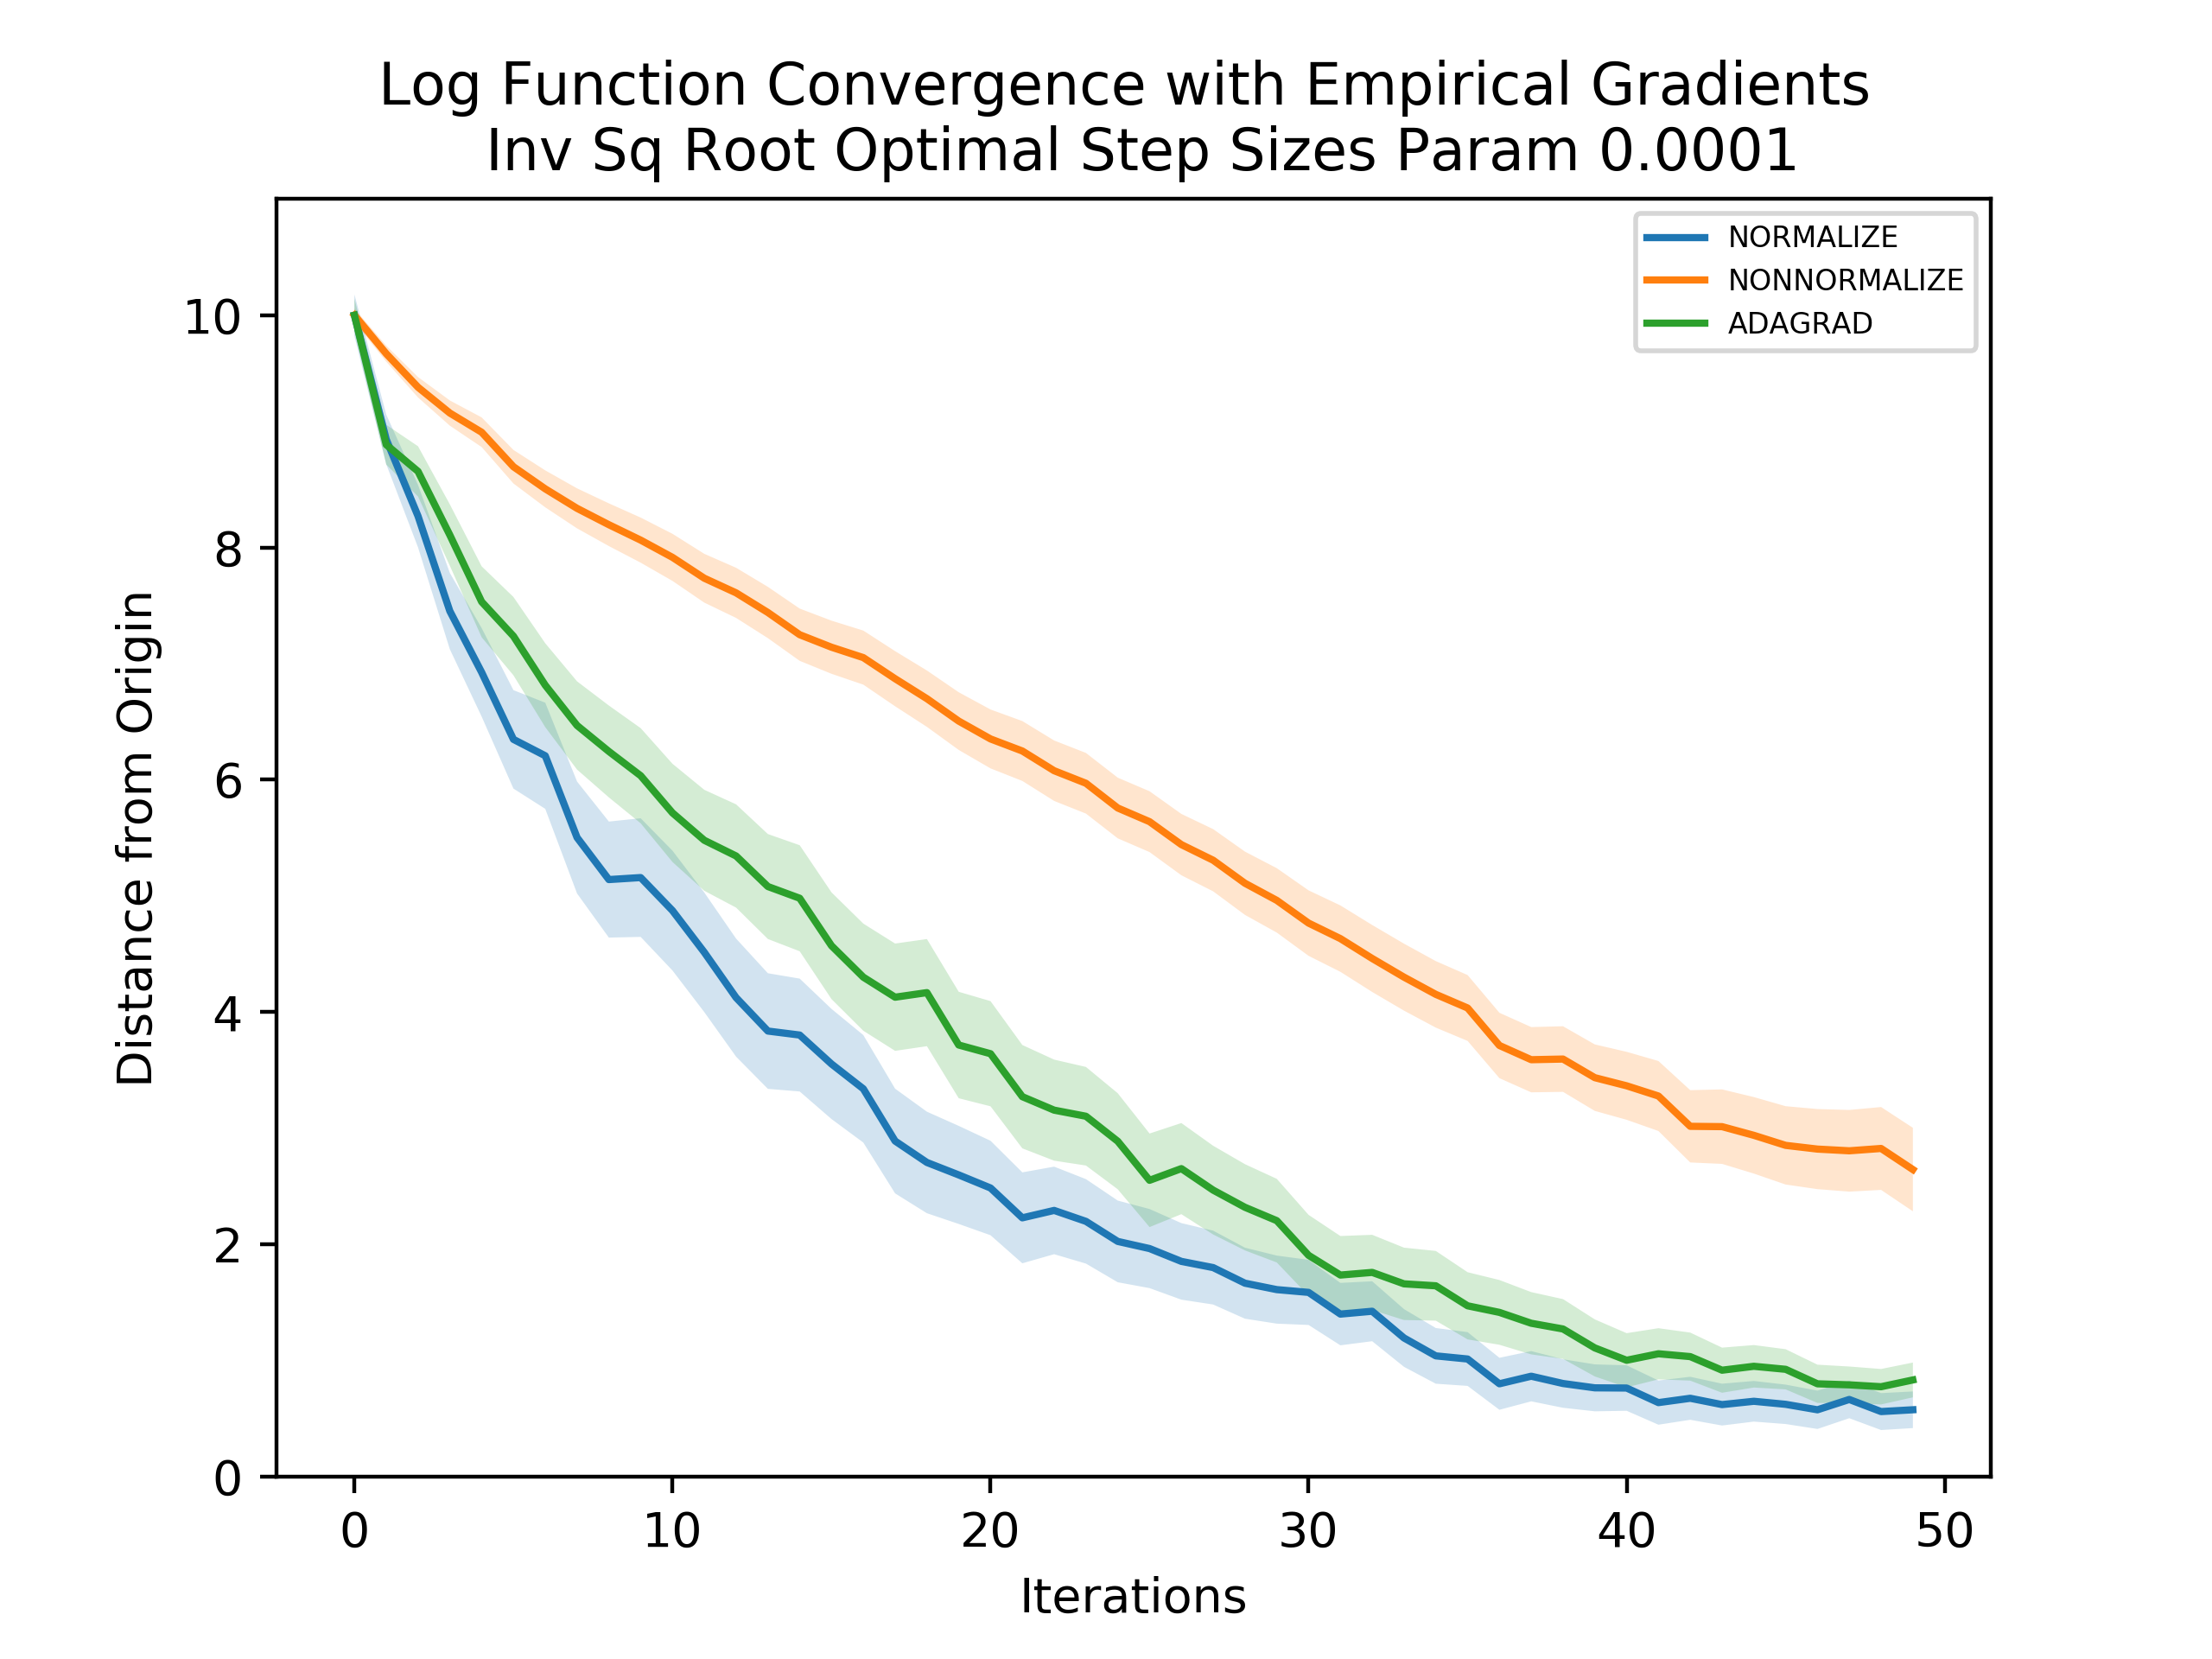 Log Function Convergence with Empirical Gradients
Inv Sq Root Optimal Step Sizes Param 0.0001
NORMALIZE
NONNORMALIZE
ADAGRAD
Distance from Origin
10
8
6
4
2
0
0 10 20 30 40 50
Iterations